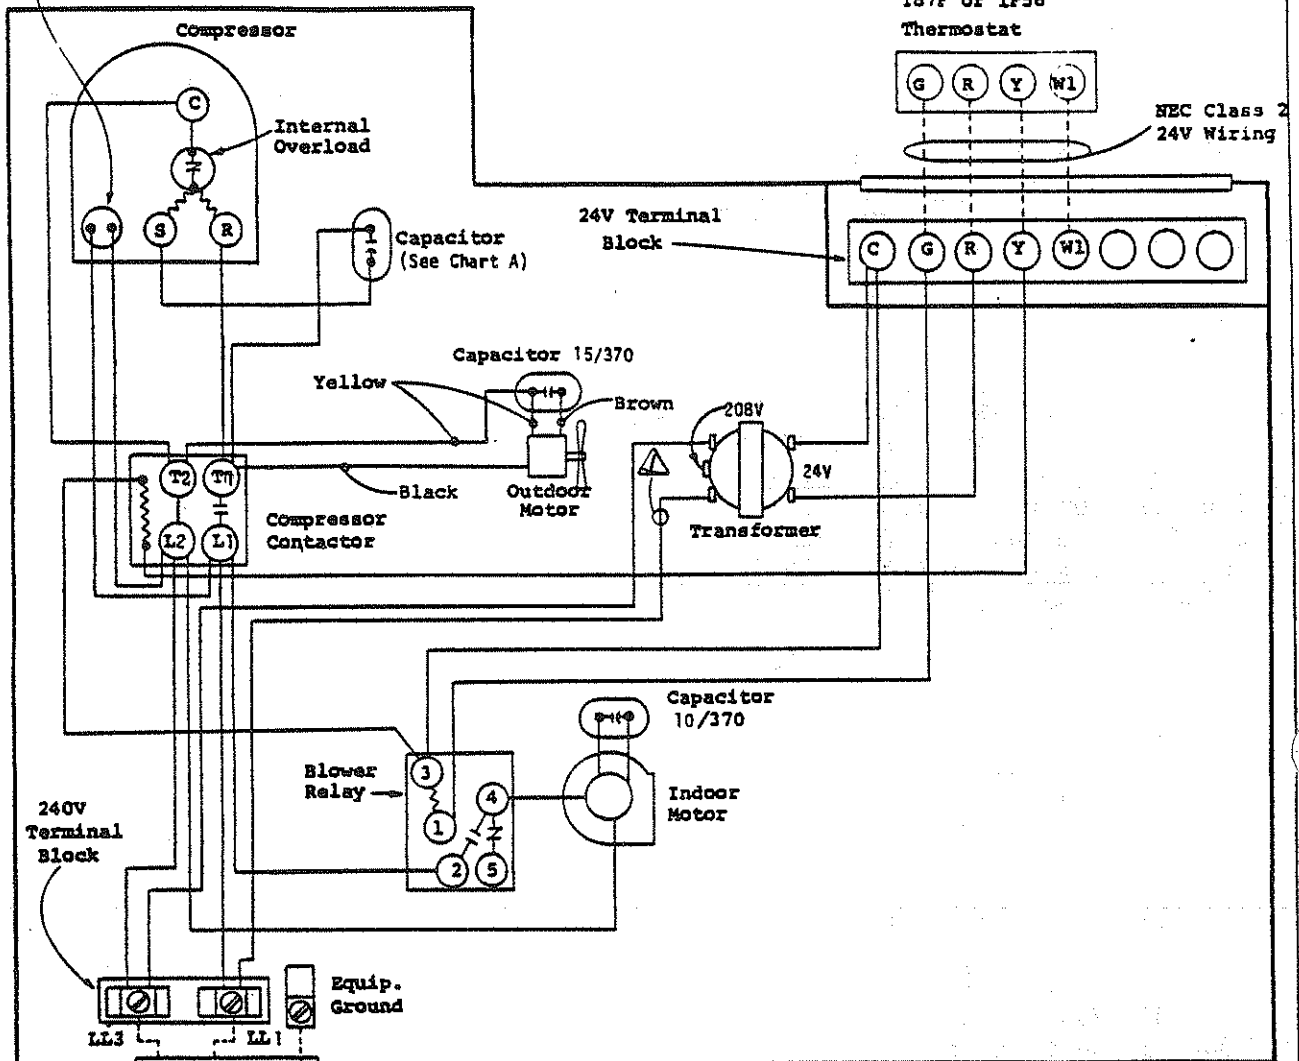 Thermostat
Compressor
G R Y W1
NEC Class 2
24V Wiring
C
Internal
Overload
S R
Capacitor
(See Chart A)
24V Terminal
Block
C G R Y W1
Capacitor 15/370
Yellow
Brown
208V
24V
T2
Black
Outdoor
Motor
Transformer
Compressor
Contactor
L2 L1
Capacitor
10/370
Blower
Relay
3
4
1
2 5
Indoor
Motor
240V
Terminal
Block
Equip.
Ground
LL3 LL1